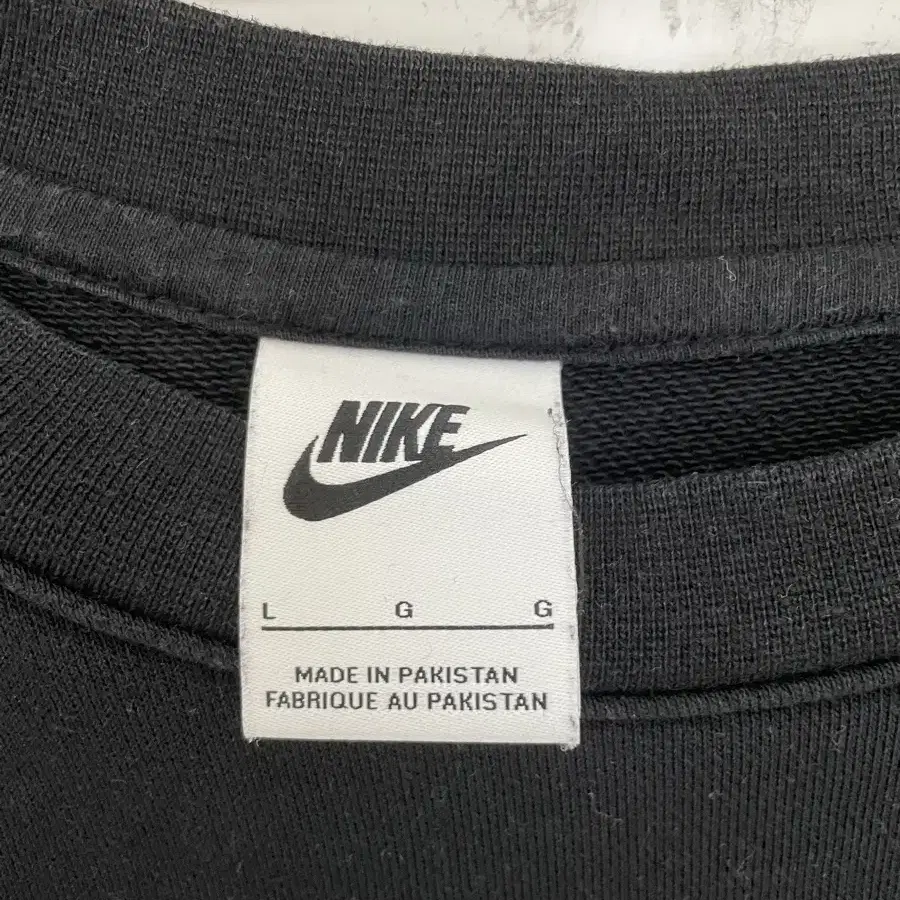 NIKE
L G G
MADE IN PAKISTAN
FABRIQUE AU PAKISTAN